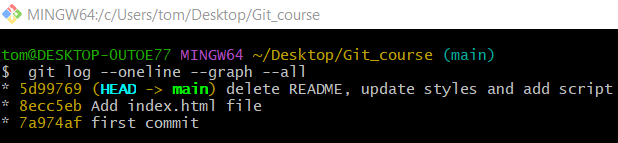 MINGW64:/c/Users/tom/Desktop/Git_course
tom@DESKTOP-OUTOE77 MINGW64 ~/Desktop/Git_course (main)
$ git log --oneline --graph --all
* 5d99769 (HEAD -> main) delete README, update styles and add script
* 8ecc5eb Add index.html file
* 7a974af first commit